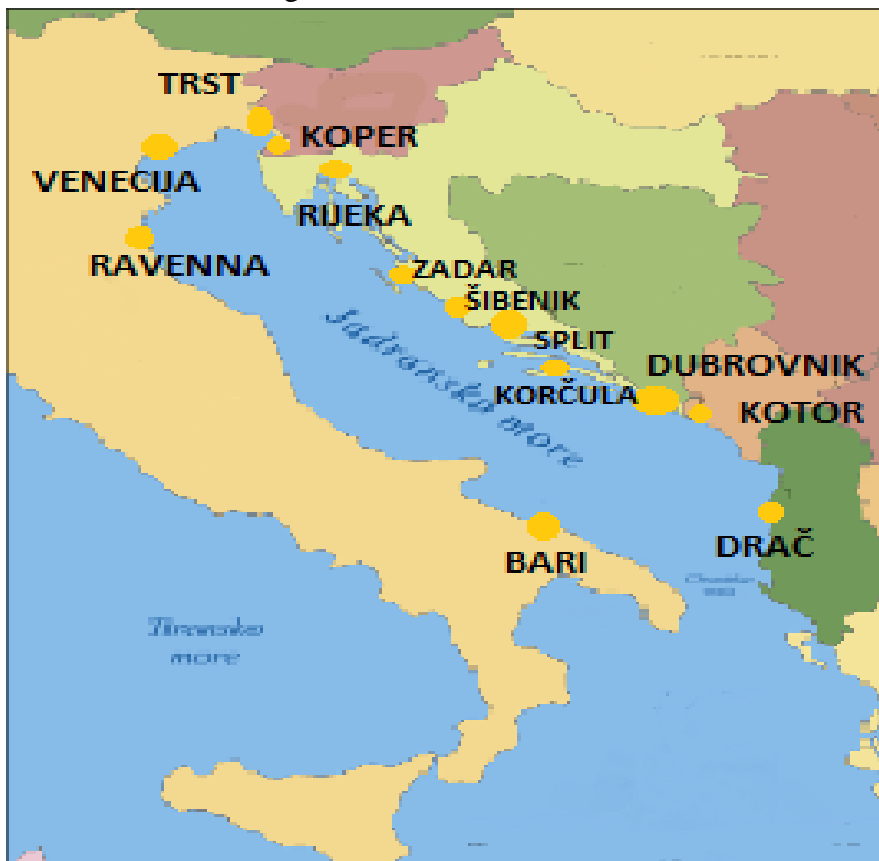 TRST
KOPER
VENECIJA
RIJEKA
RAVENNA
ZADAR
ŠIBENIK
SPLIT
Jadransko more
DUBROVNIK
KORČULA
KOTOR
DRAČ
BARI
Tirensko
more